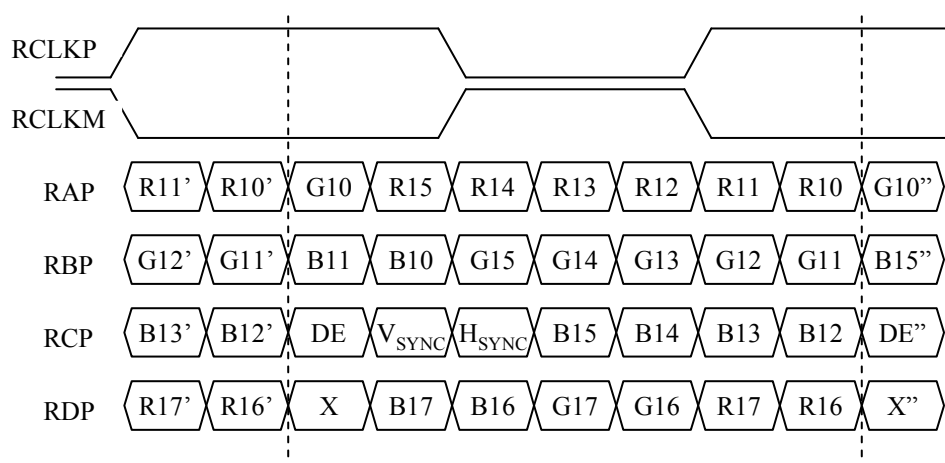 RCLKP
RCLKM
RAP R11’ R10’ G10 R15 R14 R13 R12 R11 R10 G10”
RBP G12’ G11’ B11 B10 G15 G14 G13 G12 G11 B15”
RCP B13’ B12’ DE VSYNC HSYNC B15 B14 B13 B12 DE”
RDP R17’ R16’ X B17 B16 G17 G16 R17 R16 X”